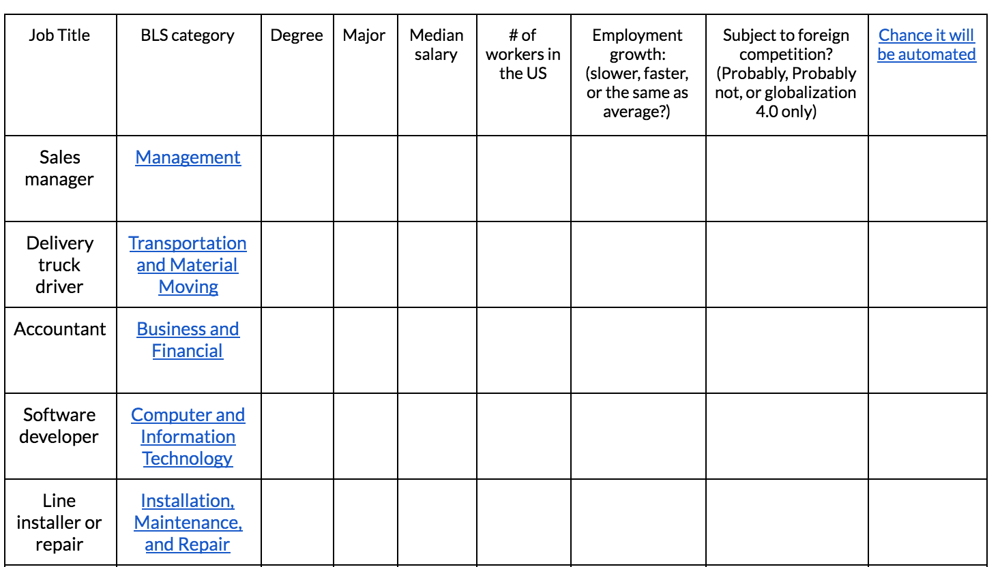 Job Title
BLS category
Degree
Major
Median
salary
# of
workers in
the US
Employment
growth:
(slower, faster,
or the same as
average?)
Subject to foreign
competition?
(Probably, Probably
not, or globalization
4.0 only)
Chance it will
be automated
Sales
manager
Management
Delivery
truck
driver
Transportation
and Material
Moving
Accountant
Business and
Financial
Software
developer
Computer and
Information
Technology
Line
installer or
repair
Installation,
Maintenance,
and Repair